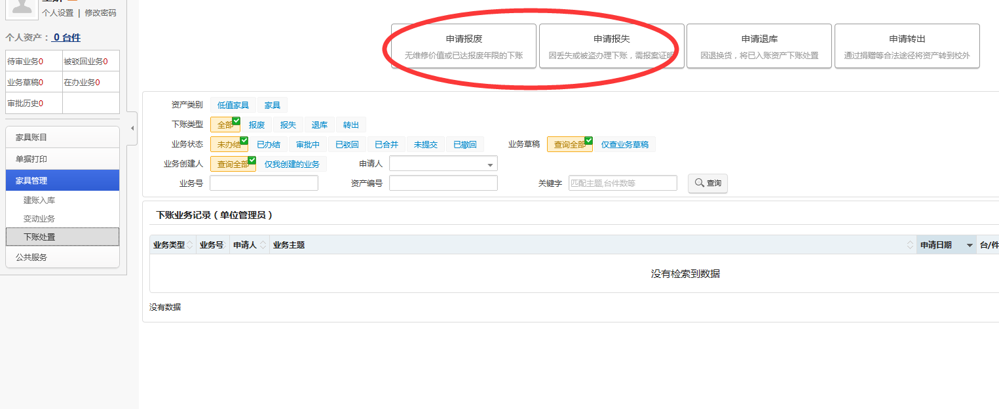 个人设置 | 修改密码
个人资产： 0 台件
待审业务0 被驳回业务0
业务草稿0 在办业务0
审批历史0
家具账目
单据打印
家具管理
建账入库
变动业务
下账处置
公共服务
申请报废
无维修价值或已达报废年限的下账
申请报失
因丢失或被盗办理下账，需报案证明
申请退库
因退换货，将已入账资产下账处置
申请转出
通过捐赠等合法途径将资产转到校外
资产类别 低值家具 家具
下账类型 全部 报废 报失 退库 转出
业务状态 未办结 已办结 审批中 已驳回 已合并 未提交 已撤回 业务草稿 查询全部 仅查业务草稿
业务创建人 查询全部 仅我创建的业务 申请人
业务号 资产编号 关键字 匹配主题,台件数等 查询
下账业务记录（单位管理员）
业务类型 业务号 申请人 业务主题 申请日期 台/件
没有检索到数据
没有数据